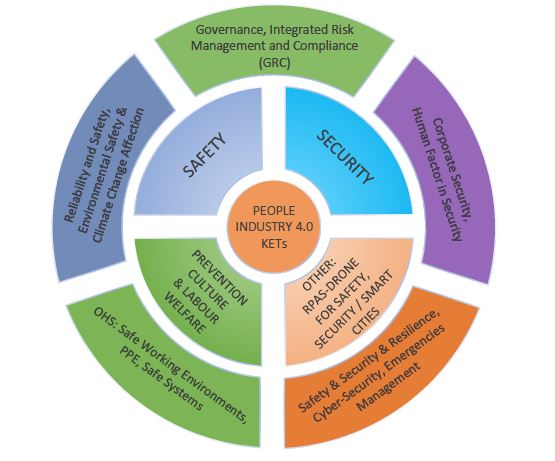 Governance, Integrated Risk
Management and Compliance
(GRC)
Reliability and Safety,
Environmental Safety &
Climate Change Affection
SAFETY
SECURITY
Corporate Security,
Human Factor in Security
PEOPLE
INDUSTRY 4.0
KETs
PREVENTION
CULTURE
& LABOUR
WELFARE
OTHER:
RPAS-DRONE
FOR SAFETY,
SECURITY / SMART
CITIES
OHS: Safe Working Environments,
PPE, Safe Systems
Safety & Security & Resilience,
Cyber-Security, Emergencies
Management